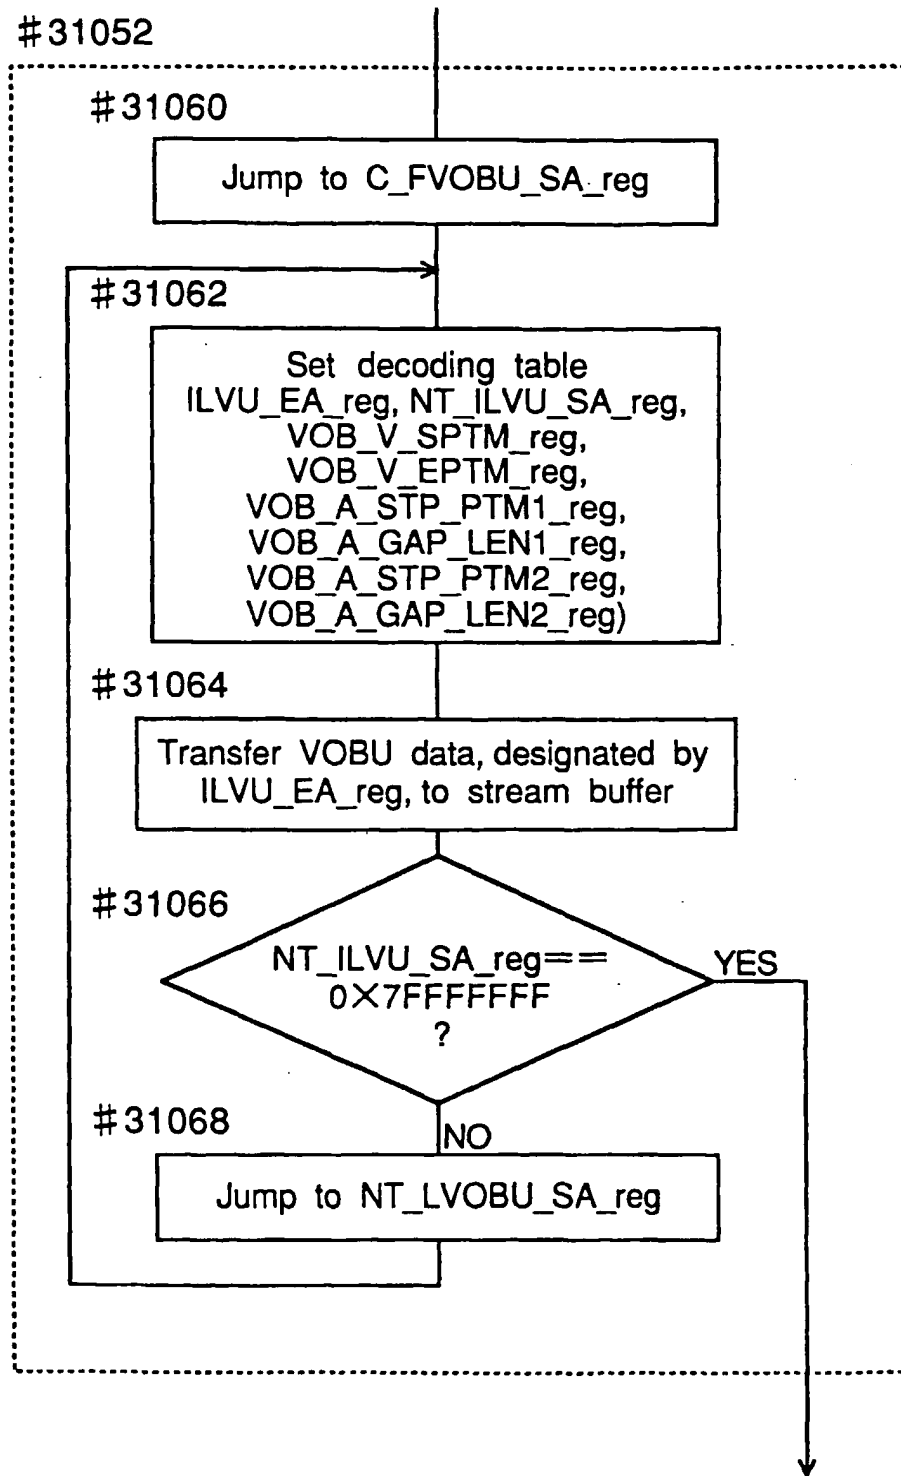 #31052
#31060
Jump to C_FVOBU_SA_reg
#31062
Set decoding table
ILVU_EA_reg, NT_ILVU_SA_reg,
VOB_V_SPTM_reg,
VOB_V_EPTM_reg,
VOB_A_STP_PTM1_reg,
VOB_A_GAP_LEN1_reg,
VOB_A_STP_PTM2_reg,
VOB_A_GAP_LEN2_reg)
#31064
Transfer VOBU data, designated by
ILVU_EA_reg, to stream buffer
#31066
NT_ILVU_SA_reg==
0X7FFFFFFF
?
YES
#31068
NO
Jump to NT_LVOBU_SA_reg